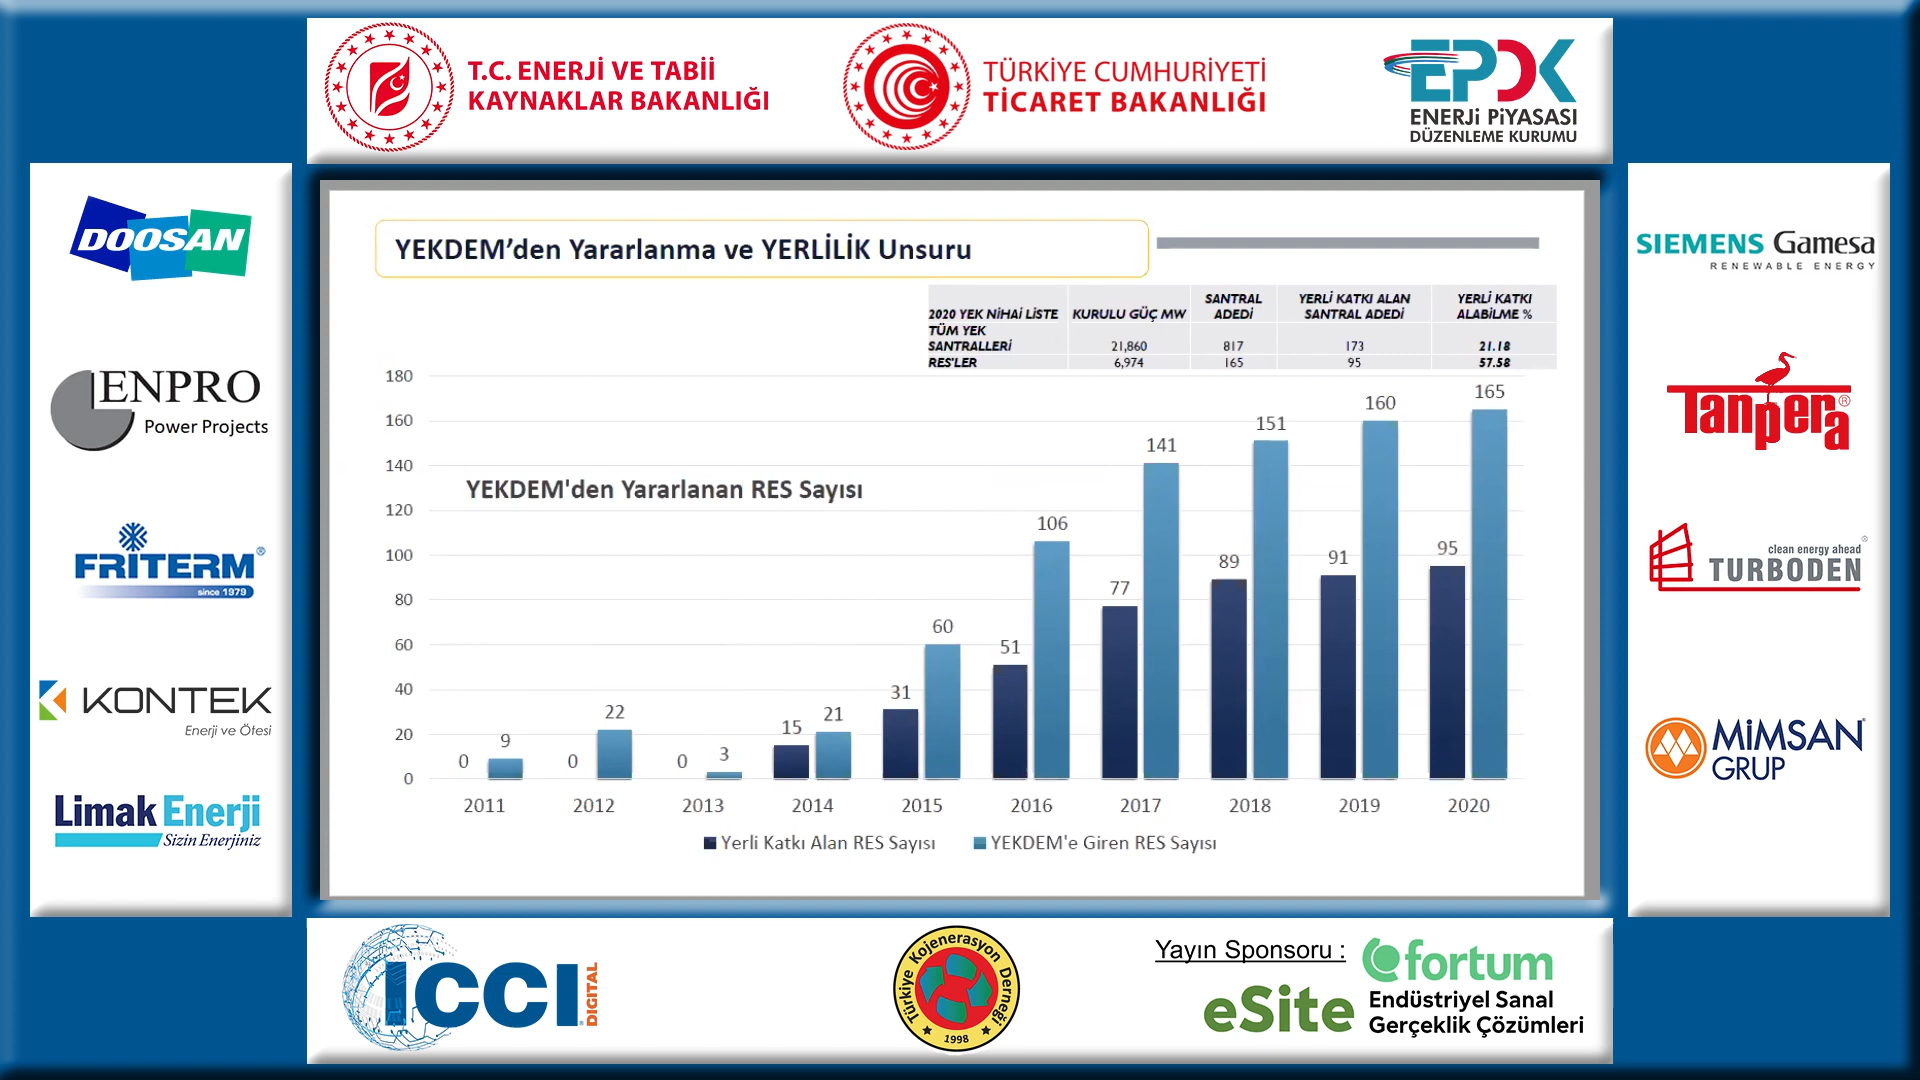 T.C. ENERJİ VE TABİİ
KAYNAKLAR BAKANLIĞI
TÜRKİYE CUMHURİYETİ
TİCARET BAKANLIĞI
EPDK
ENERJİ PİYASASI
DÜZENLEME KURUMU
DOOSAN
ENPRO
Power Projects
FRITERM®
since 1979
KONTEK
Enerji ve Ötesi
Limak Enerji
Sizin Enerjiniz
YEKDEM’den Yararlanma ve YERLİLİK Unsuru
2020 YEK NİHAİ LİSTE KURULU GÜÇ MW SANTRAL ADEDİ YERLİ KATKI ALAN SANTRAL ADEDİ YERLİ KATKI ALABİLME %
TÜM YEK SANTRALLERİ 21,860 817 173 21.18
RES'LER 6,974 165 95 57.58
YEKDEM'den Yararlanan RES Sayısı
180
160
140
120
100
80
60
40
20
0
0 9
0 22
0 3
15 21
31 60
51 106
77 141
89 151
91 160
95 165
2011 2012 2013 2014 2015 2016 2017 2018 2019 2020
Yerli Katkı Alan RES Sayısı YEKDEM'e Giren RES Sayısı
SIEMENS Gamesa
RENEWABLE ENERGY
Tanpera®
clean energy ahead
TURBODEN®
MİMSAN
GRUP
ICCI DIGITAL
Türkiye Kojenerasyon Derneği
1998
Yayın Sponsoru :
fortum
eSite
Endüstriyel Sanal
Gerçeklik Çözümleri